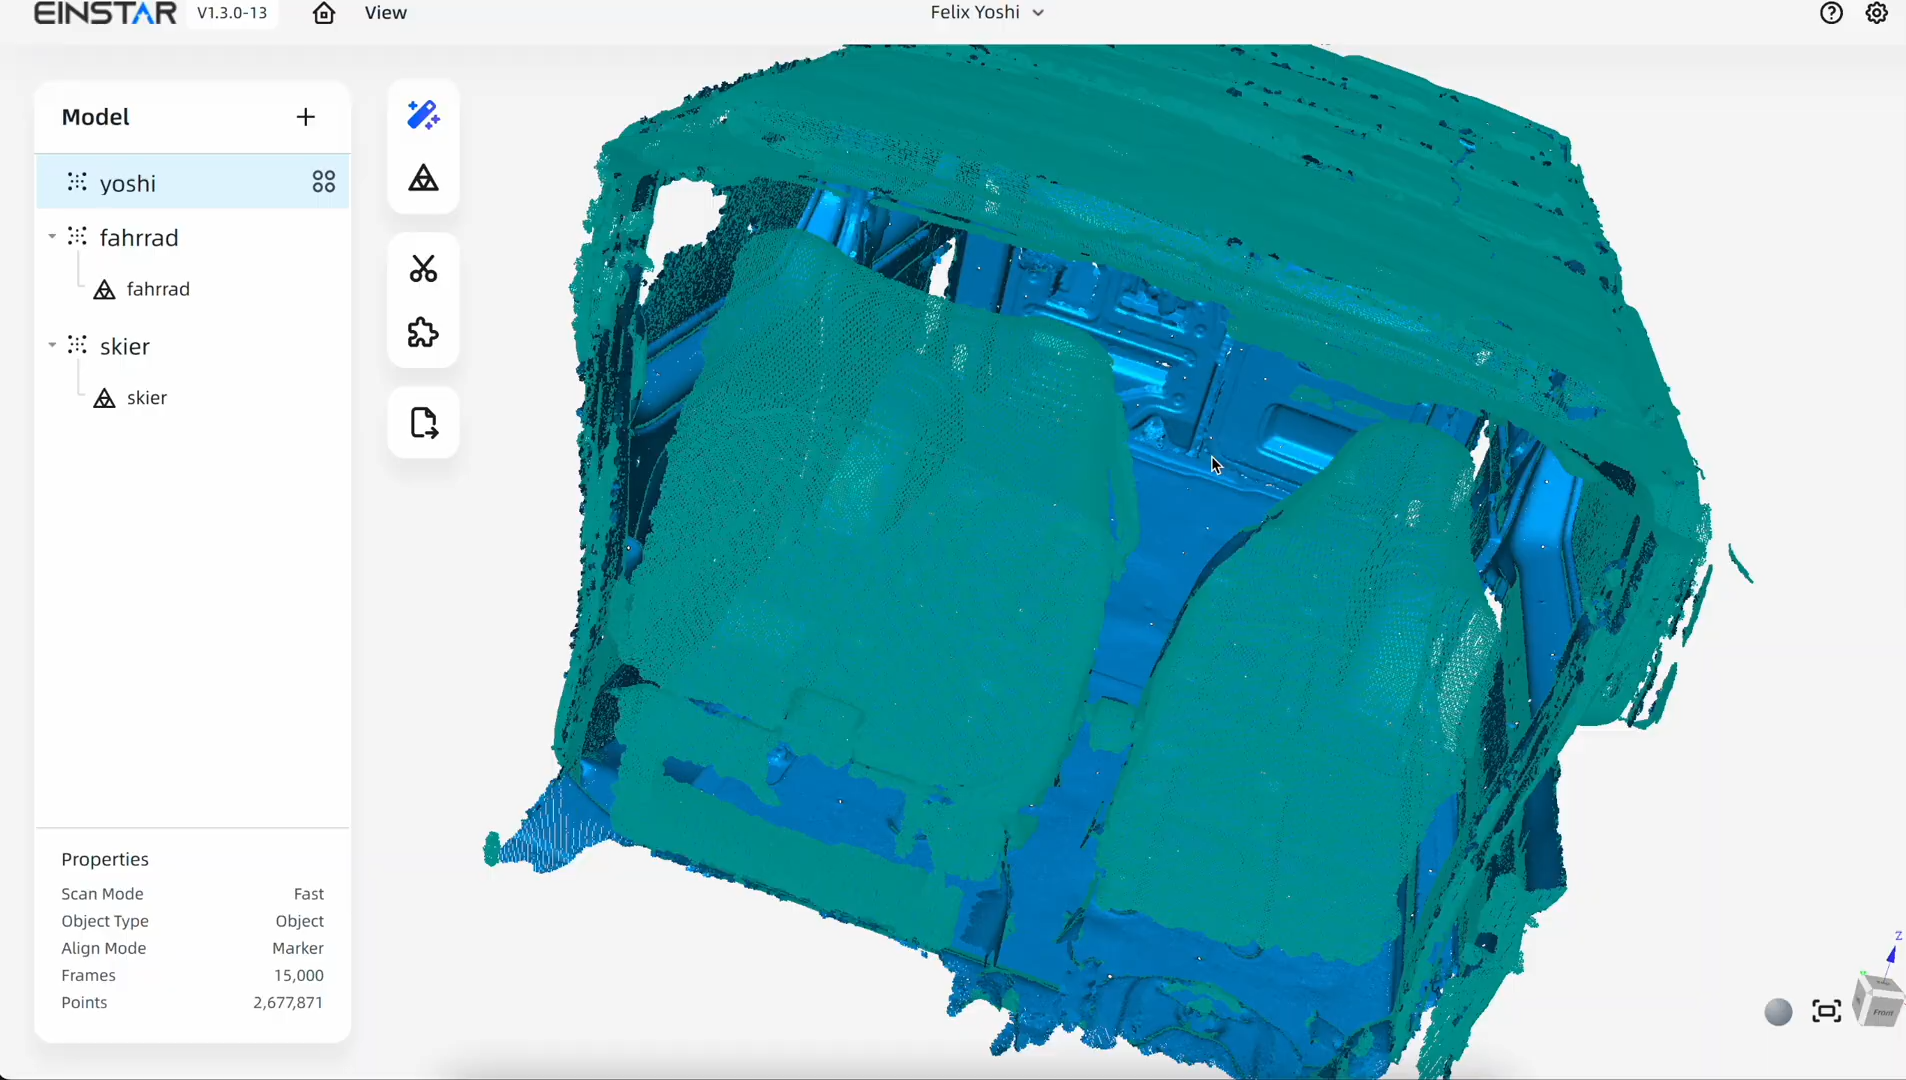 EINSTAR
V1.3.0-13
View
Felix Yoshi
Model
yoshi
fahrrad
fahrrad
skier
skier
Properties
Scan Mode Fast
Object Type Object
Align Mode Marker
Frames 15,000
Points 2,677,871
Z
Front